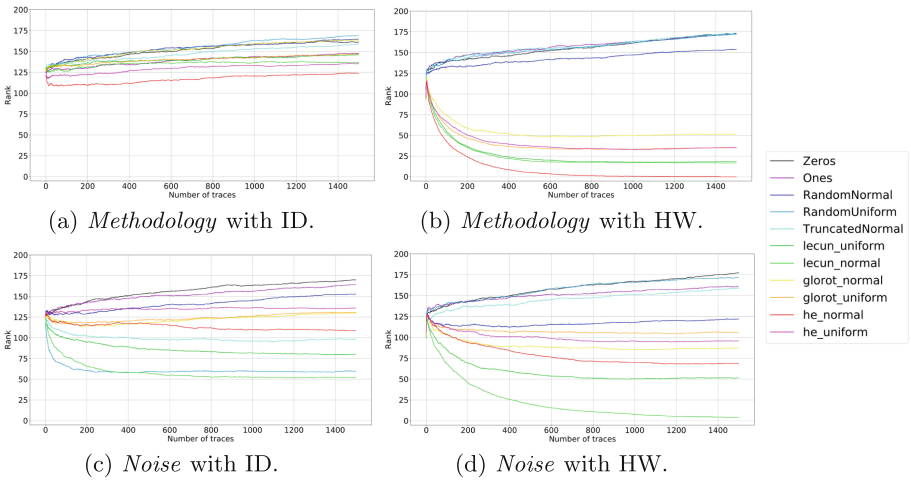 200
175
150
125
100
75
50
25
0
Rank
0 200 400 600 800 1000 1200 1400
Number of traces
(a) Methodology with ID.
200
175
150
125
100
75
50
25
0
Rank
0 200 400 600 800 1000 1200 1400
Number of traces
(b) Methodology with HW.
200
175
150
125
100
75
50
25
0
Rank
0 200 400 600 800 1000 1200 1400
Number of traces
(c) Noise with ID.
200
175
150
125
100
75
50
25
0
Rank
0 200 400 600 800 1000 1200 1400
Number of traces
(d) Noise with HW.
Zeros
Ones
RandomNormal
RandomUniform
TruncatedNormal
lecun_uniform
lecun_normal
glorot_normal
glorot_uniform
he_normal
he_uniform